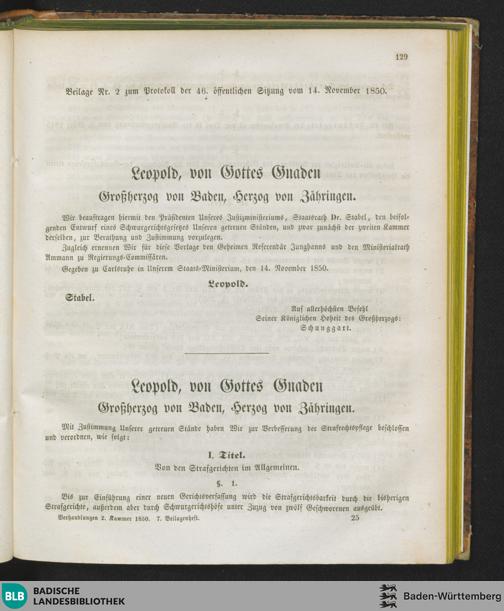 129
Beilage Nr. 2 zum Protokoll der 46. öffentlichen Sitzung vom 14. November 1850.
Leopold, von Gottes Gnaden
Großherzog von Baden, Herzog von Zähringen.
Wir beauftragen hiermit den Präsidenten Unseres Justizministeriums, Staatsrath Dr. Stabel, den beifol-
genden Entwurf eines Schwurgerichtsgesetzes Unseren getreuen Ständen, und zwar zunächst der zweiten Kammer
derselben, zur Berathung und Zustimmung vorzulegen.
Zugleich ernennen Wir für diese Vorlage den Geheimen Referendär Junghanns und den Ministerialrath
Ammann zu Regierungs-Commissären.
Gegeben zu Carlsruhe in Unserem Staats-Ministerium, den 14. November 1850.
Leopold.
Stabel.
Auf allerhöchsten Befehl
Seiner Königlichen Hoheit des Großherzogs:
Schunggart.
Leopold, von Gottes Gnaden
Großherzog von Baden, Herzog von Zähringen.
Mit Zustimmung Unserer getreuen Stände haben Wir zur Verbesserung der Strafrechtspflege beschlossen
und verordnen, wie folgt:
I. Titel.
Von den Strafgerichten im Allgemeinen.
§. 1.
Bis zur Einführung einer neuen Gerichtsverfassung wird die Strafgerichtsbarkeit durch die bisherigen
Strafgerichte, außerdem aber durch Schwurgerichtshöfe unter Zuzug von zwölf Geschworenen ausgeübt.
Verhandlungen 2. Kammer 1850. 7. Beilagenheft. 25
BLB BADISCHE
LANDESBIBLIOTHEK
Baden-Württemberg